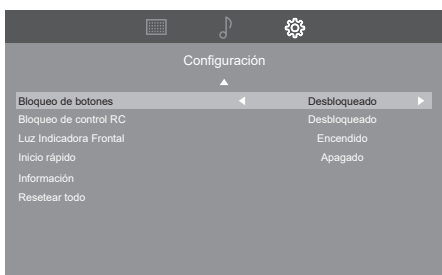 Configuración
Bloqueo de botones Desbloqueado
Bloqueo de control RC Desbloqueado
Luz Indicadora Frontal Encendido
Inicio rápido Apagado
Información
Resetear todo